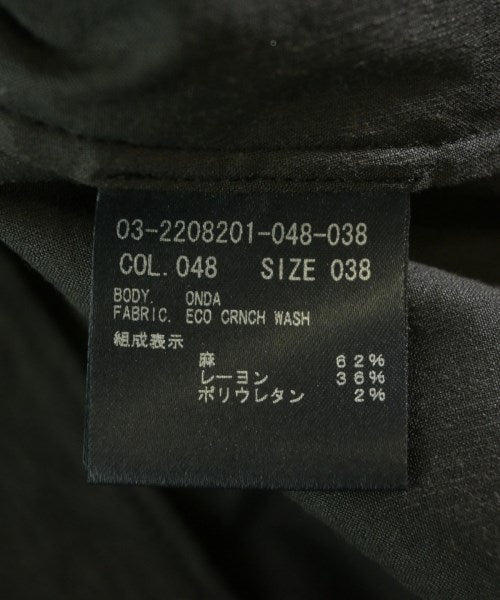 03-2208201-048-038
COL. 048 SIZE 038
BODY. ONDA
FABRIC. ECO CRNCH WASH
組成表示
麻 62%
レーヨン 36%
ポリウレタン 2%